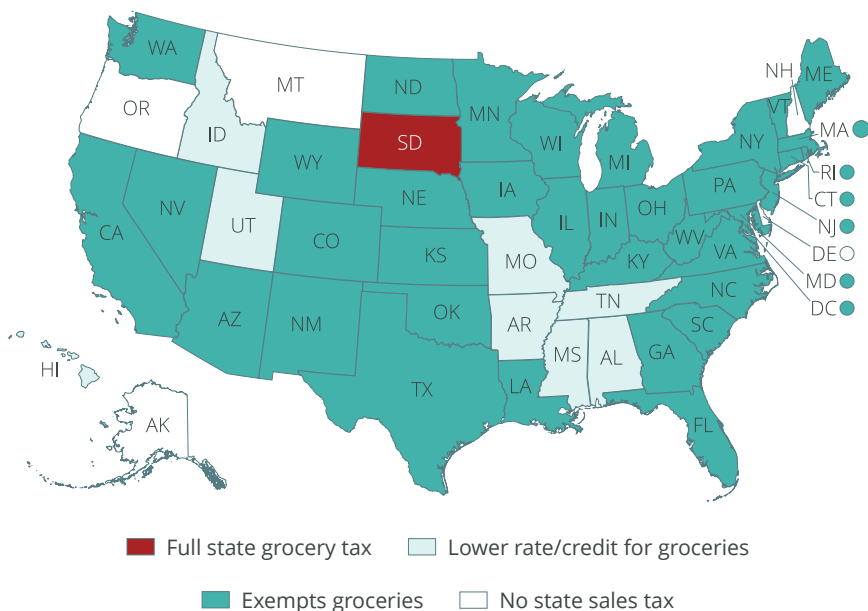 WA
MT
ND
MN
NH
ME
VT
OR
ID
SD
WI
MI
NY
MA
WY
RI
IA
PA
CT
NE
NV
OH
NJ
IL
IN
UT
CA
CO
WV
DE
VA
KS
MO
KY
MD
NC
DC
TN
AZ
NM
OK
AR
SC
MS
AL
GA
HI
TX
LA
AK
FL
Full state grocery tax
Lower rate/credit for groceries
Exempts groceries
No state sales tax